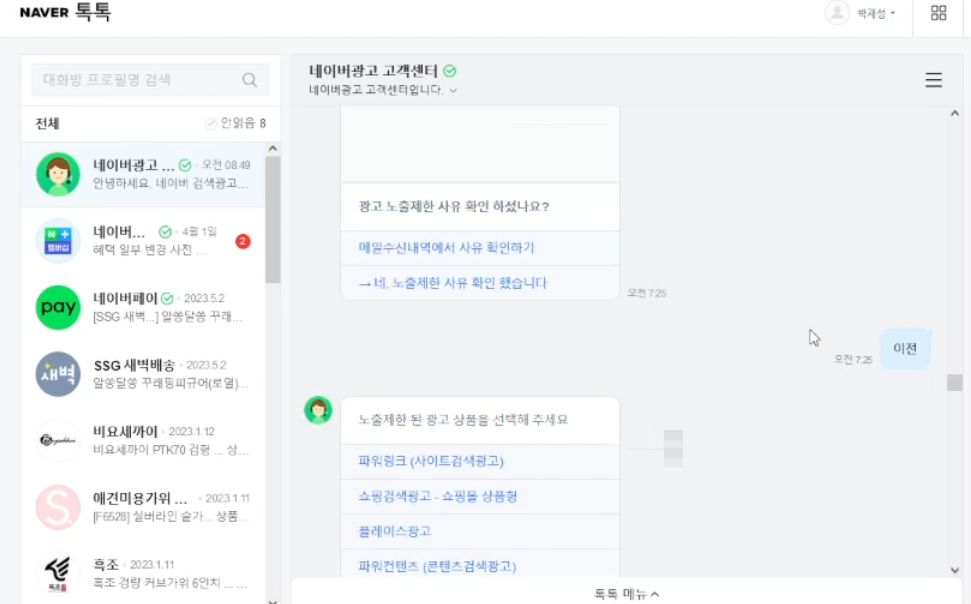 NAVER 톡톡
박재성
대화방 프로필명 검색
전체
안읽음 8
네이버광고 ... 오전 08:49
안녕하세요. 네이버 검색광고...
네이버... 4월 1일
혜택 일부 변경 사전 ...
2
N +
멤버십
네이버페이 2023.5.2
[SSG 새벽...] 알쏭달쏭 꾸래...
pay
SSG 새벽배송 2023.5.2
알쏭달쏭 꾸래핑피규어(로열)...
새벽
비요세까이 2023.1.12
비요세까이 PTK70 검형 ... 상...
애견미용가위 ... 2023.1.11
[F6528] 실버라인 숱가... 상품...
S.
흑조 2023.1.11
흑조 경량 커브가위 6인치 ... ...
네이버광고 고객센터
네이버광고 고객센터입니다.
광고 노출제한 사유 확인 하셨나요?
메일수신내역에서 사유 확인하기
→ 네, 노출제한 사유 확인 했습니다
오전 7:25
이전
오전 7:25
노출제한 된 광고 상품을 선택해 주세요
파워링크 (사이트검색광고)
쇼핑검색광고 - 쇼핑몰 상품형
플레이스광고
파워컨텐츠 (콘텐츠검색광고)
톡톡 메뉴